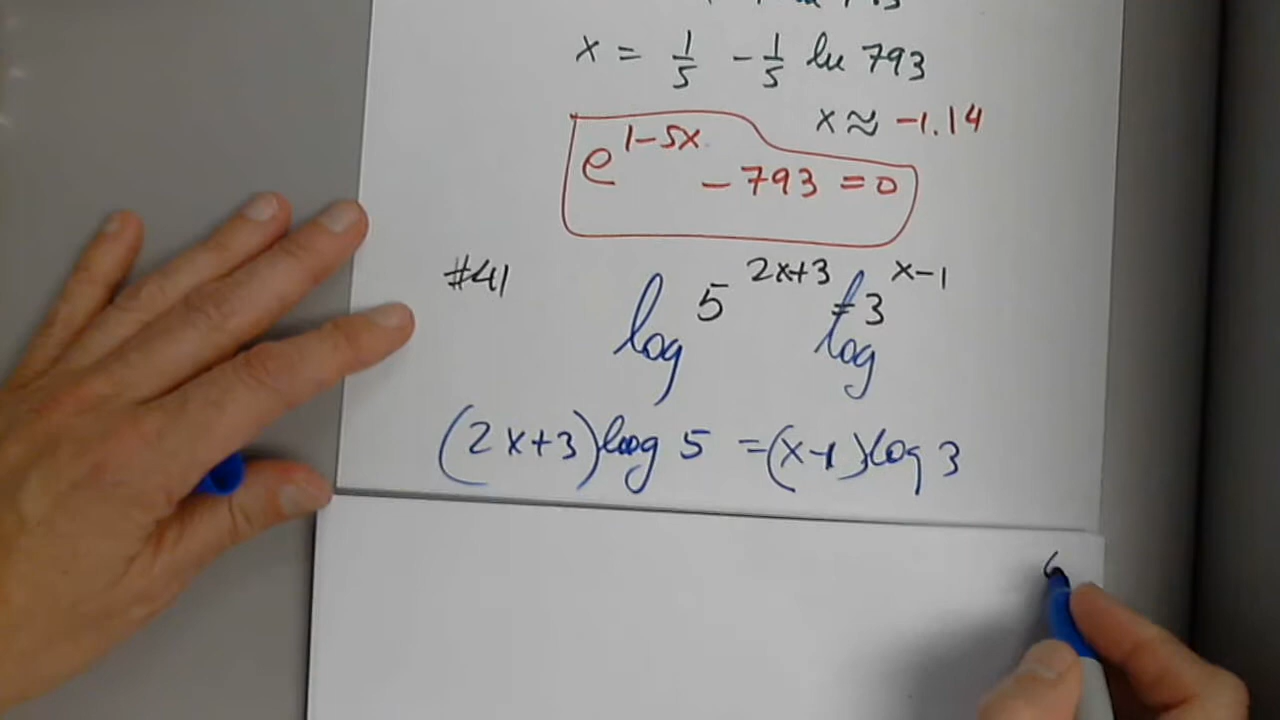 x = 1/5 - 1/5 ln 793
x ≈ -1.14
e^{1-5x} - 793 = 0
#41 log 5^{2x+3} = log 3^{x-1}
(2x+3) log 5 = (x-1) log 3